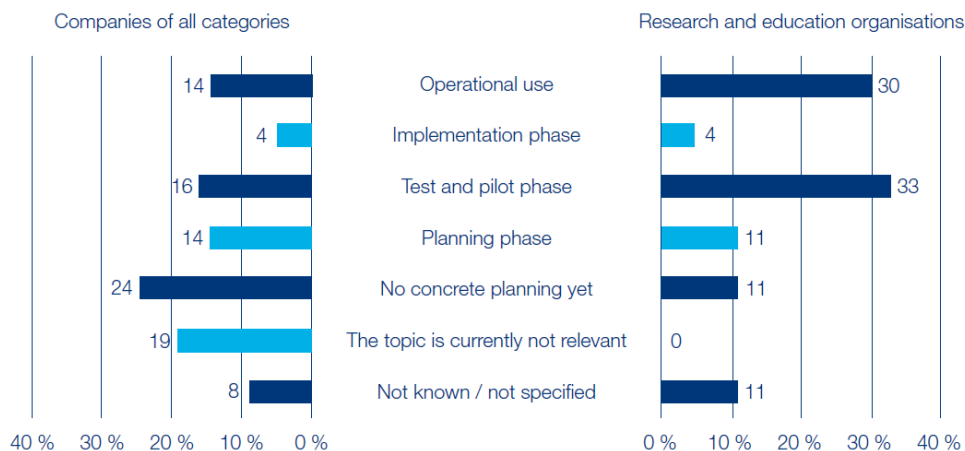 Companies of all categories
Research and education organisations
14 Operational use 30
4 Implementation phase 4
16 Test and pilot phase 33
14 Planning phase 11
24 No concrete planning yet 11
19 The topic is currently not relevant 0
8 Not known / not specified 11
40 % 30 % 20 % 10 % 0 % 0 % 10 % 20 % 30 % 40 %